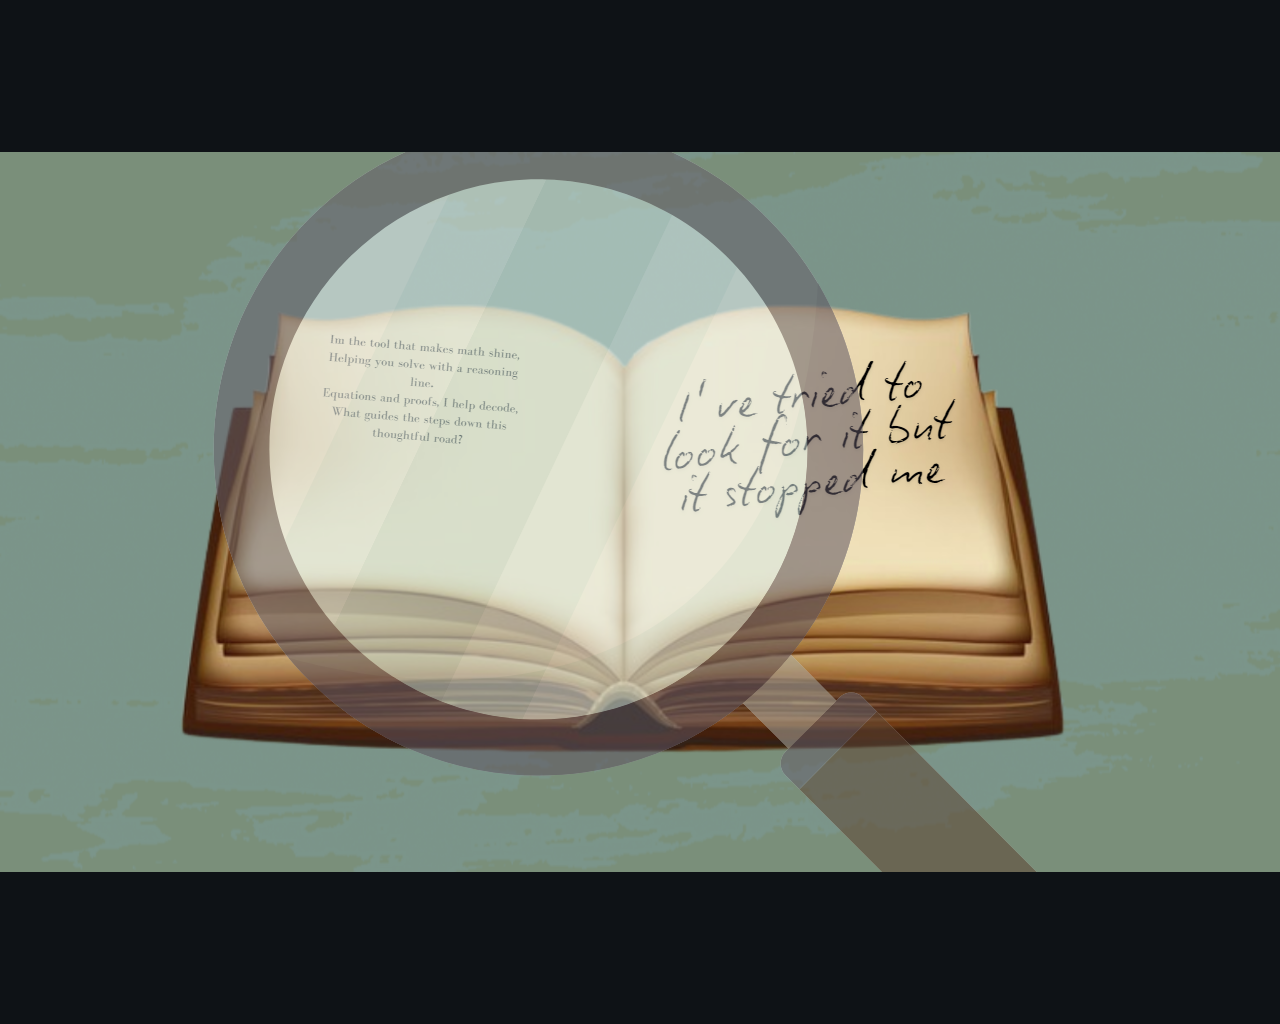 Im the tool that makes math shine,
Helping you solve with a reasoning
line.
Equations and proofs, I help decode,
What guides the steps down this
thoughtful road?
I've tried to
look for it but
it stopped me